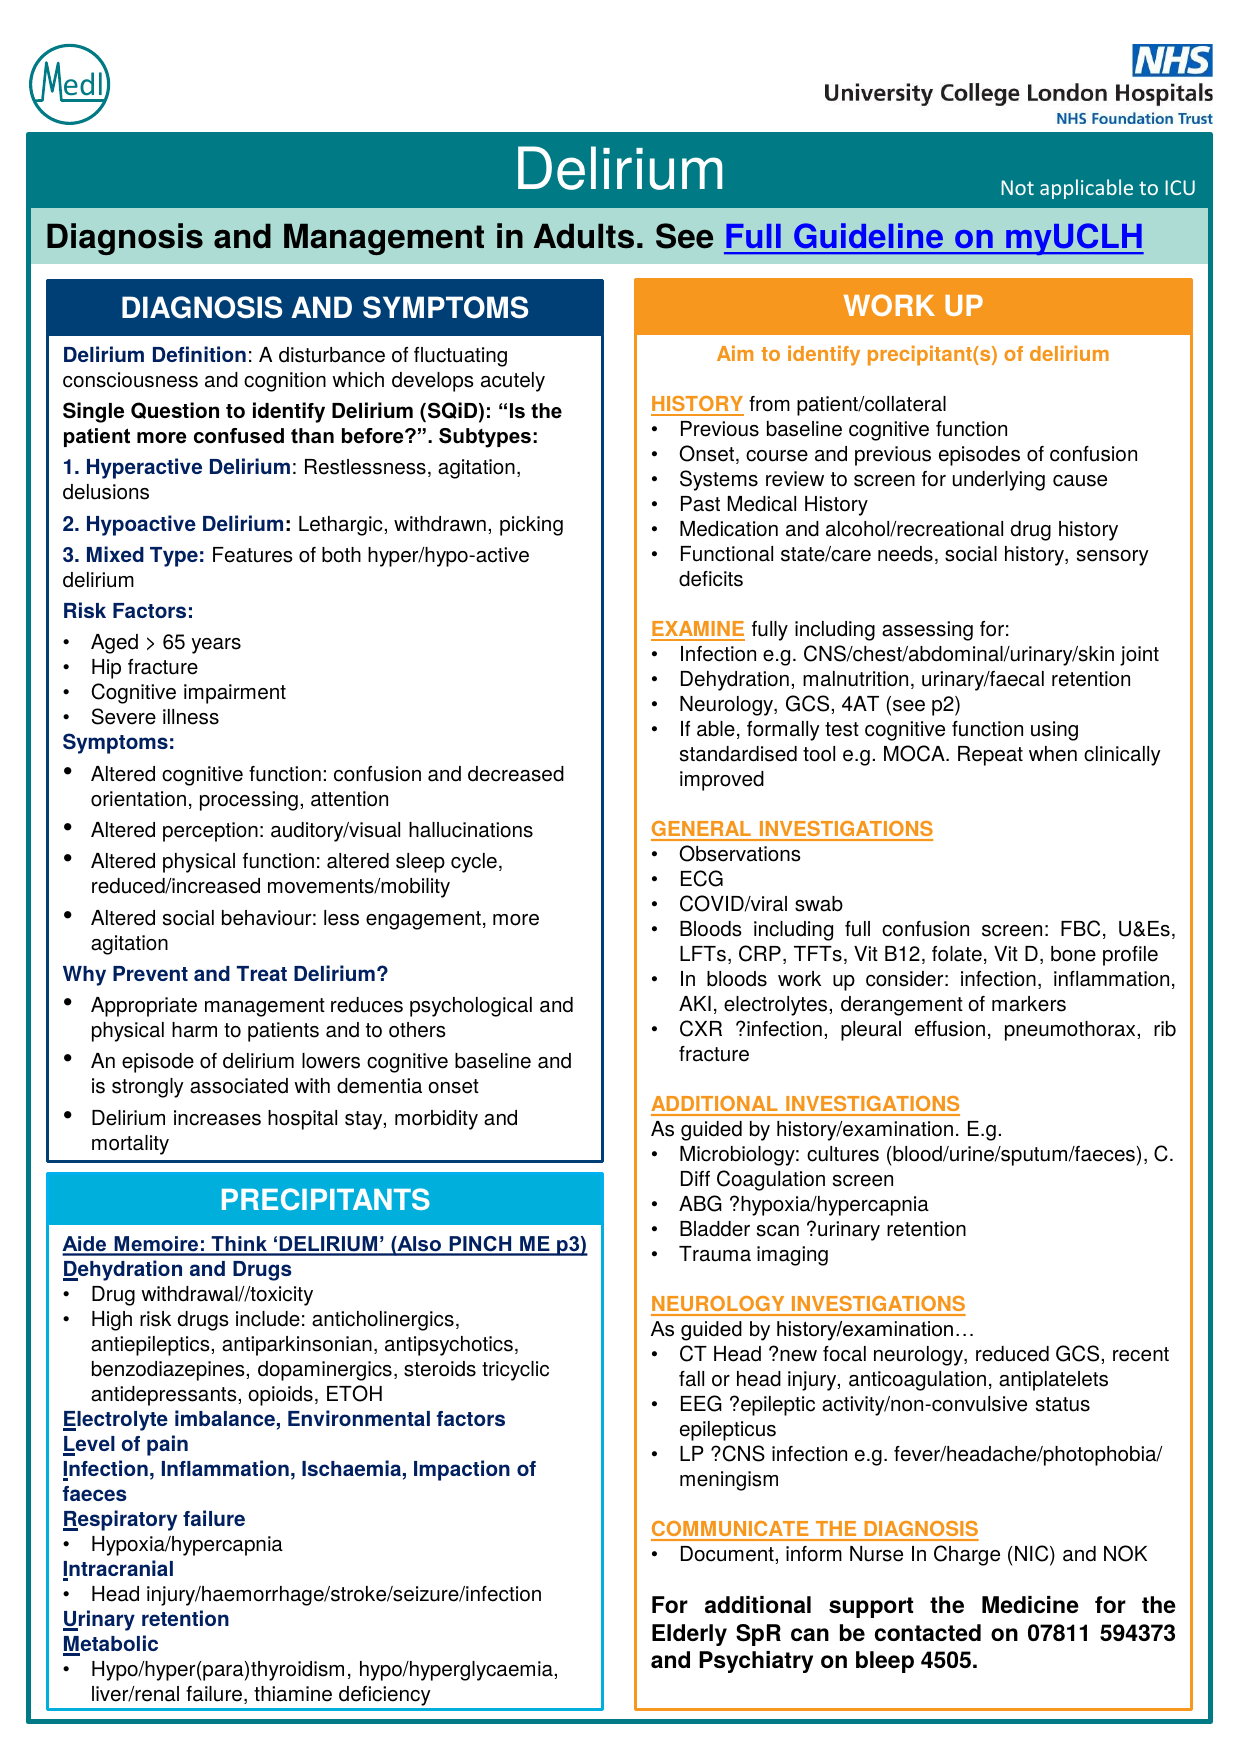 Medl
NHS
University College London Hospitals
NHS Foundation Trust
Delirium
Not applicable to ICU
Diagnosis and Management in Adults. See Full Guideline on myUCLH
DIAGNOSIS AND SYMPTOMS
Delirium Definition: A disturbance of fluctuating
consciousness and cognition which develops acutely
Single Question to identify Delirium (SQiD): “Is the
patient more confused than before?”. Subtypes:
1. Hyperactive Delirium: Restlessness, agitation,
delusions
2. Hypoactive Delirium: Lethargic, withdrawn, picking
3. Mixed Type: Features of both hyper/hypo-active
delirium
Risk Factors:
• Aged > 65 years
• Hip fracture
• Cognitive impairment
• Severe illness
Symptoms:
• Altered cognitive function: confusion and decreased
orientation, processing, attention
• Altered perception: auditory/visual hallucinations
• Altered physical function: altered sleep cycle,
reduced/increased movements/mobility
• Altered social behaviour: less engagement, more
agitation
Why Prevent and Treat Delirium?
• Appropriate management reduces psychological and
physical harm to patients and to others
• An episode of delirium lowers cognitive baseline and
is strongly associated with dementia onset
• Delirium increases hospital stay, morbidity and
mortality
PRECIPITANTS
Aide Memoire: Think ‘DELIRIUM’ (Also PINCH ME p3)
Dehydration and Drugs
• Drug withdrawal//toxicity
• High risk drugs include: anticholinergics,
antiepileptics, antiparkinsonian, antipsychotics,
benzodiazepines, dopaminergics, steroids tricyclic
antidepressants, opioids, ETOH
Electrolyte imbalance, Environmental factors
Level of pain
Infection, Inflammation, Ischaemia, Impaction of
faeces
Respiratory failure
• Hypoxia/hypercapnia
Intracranial
• Head injury/haemorrhage/stroke/seizure/infection
Urinary retention
Metabolic
• Hypo/hyper(para)thyroidism, hypo/hyperglycaemia,
liver/renal failure, thiamine deficiency
WORK UP
Aim to identify precipitant(s) of delirium
HISTORY from patient/collateral
• Previous baseline cognitive function
• Onset, course and previous episodes of confusion
• Systems review to screen for underlying cause
• Past Medical History
• Medication and alcohol/recreational drug history
• Functional state/care needs, social history, sensory
deficits
EXAMINE fully including assessing for:
• Infection e.g. CNS/chest/abdominal/urinary/skin joint
• Dehydration, malnutrition, urinary/faecal retention
• Neurology, GCS, 4AT (see p2)
• If able, formally test cognitive function using
standardised tool e.g. MOCA. Repeat when clinically
improved
GENERAL INVESTIGATIONS
• Observations
• ECG
• COVID/viral swab
• Bloods including full confusion screen: FBC, U&Es,
LFTs, CRP, TFTs, Vit B12, folate, Vit D, bone profile
• In bloods work up consider: infection, inflammation,
AKI, electrolytes, derangement of markers
• CXR ?infection, pleural effusion, pneumothorax, rib
fracture
ADDITIONAL INVESTIGATIONS
As guided by history/examination. E.g.
• Microbiology: cultures (blood/urine/sputum/faeces), C.
Diff Coagulation screen
• ABG ?hypoxia/hypercapnia
• Bladder scan ?urinary retention
• Trauma imaging
NEUROLOGY INVESTIGATIONS
As guided by history/examination…
• CT Head ?new focal neurology, reduced GCS, recent
fall or head injury, anticoagulation, antiplatelets
• EEG ?epileptic activity/non-convulsive status
epilepticus
• LP ?CNS infection e.g. fever/headache/photophobia/
meningism
COMMUNICATE THE DIAGNOSIS
• Document, inform Nurse In Charge (NIC) and NOK
For additional support the Medicine for the
Elderly SpR can be contacted on 07811 594373
and Psychiatry on bleep 4505.